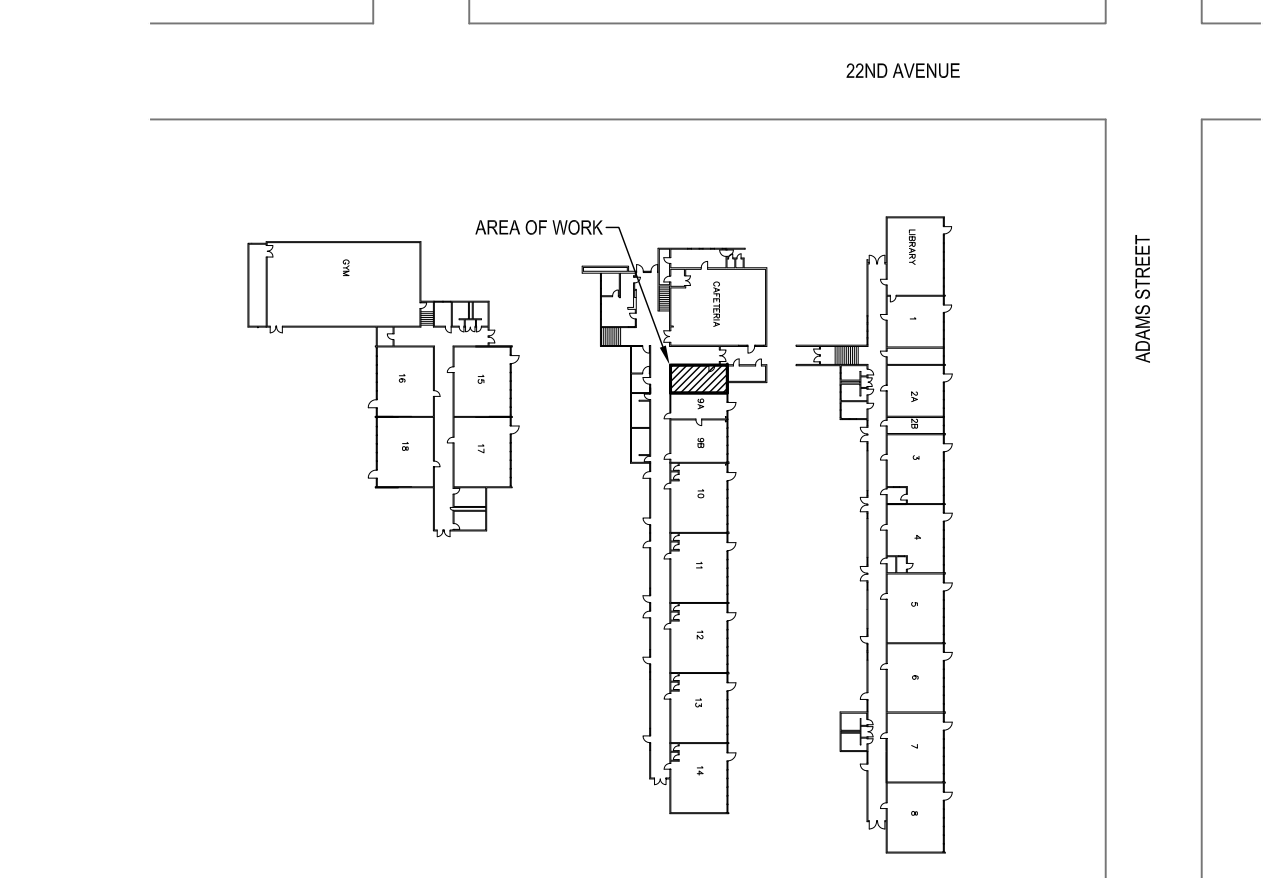 22ND AVENUE
ADAMS STREET
AREA OF WORK
GYM
16
15
18
17
CAFETERIA
9A
9B
10
11
12
13
14
LIBRARY
1
2A
2B
3
4
5
6
7
8